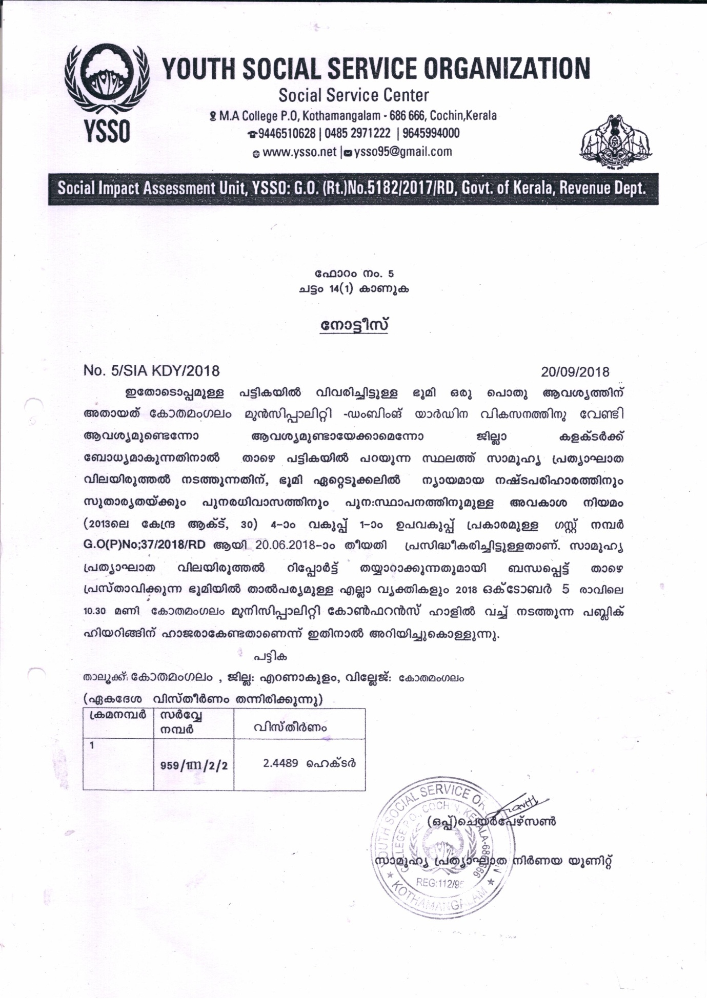 YOUTH SOCIAL SERVICE ORGANIZATION
Social Service Center
M.A College P.O, Kothamangalam - 686 666, Cochin,Kerala
9446510628 | 0485 2971222 | 9645994000
www.ysso.net | ysso95@gmail.com
YSSO
Social Impact Assessment Unit, YSSO: G.O. (Rt.)No.5182/2017/RD, Govt. of Kerala, Revenue Dept.
ഫോറം നം. 5
ചട്ടം 14(1) കാണുക
നോട്ടീസ്
No. 5/SIA KDY/2018 20/09/2018
ഇതോടൊപ്പമുള്ള പട്ടികയിൽ വിവരിച്ചിട്ടുള്ള ഭൂമി ഒരു പൊതു ആവശ്യത്തിന്
അതായത് കോതമംഗലം മുൻസിപ്പാലിറ്റി -ഡംബിംങ് യാർഡിന വികസനത്തിനു വേണ്ടി
ആവശ്യമുണ്ടെന്നോ ആവശ്യമുണ്ടായേക്കാമെന്നോ ജില്ലാ കളക്ടർക്ക്
ബോധ്യമാകുന്നതിനാൽ താഴെ പട്ടികയിൽ പറയുന്ന സ്ഥലത്ത് സാമൂഹ്യ പ്രത്യാഘാത
വിലയിരുത്തൽ നടത്തുന്നതിന്, ഭൂമി ഏറ്റെടുക്കലിൽ ന്യായമായ നഷ്ടപരിഹാരത്തിനും
സുതാര്യതയ്ക്കും പുനരധിവാസത്തിനും പുന:സ്ഥാപനത്തിനുമുള്ള അവകാശ നിയമം
(2013ലെ കേന്ദ്ര ആക്ട്, 30) 4-ാം വകുപ്പ് 1-ാം ഉപവകുപ്പ് പ്രകാരമുള്ള ഗസ്റ്റ് നമ്പർ
G.O(P)No;37/2018/RD ആയി 20.06.2018-ാം തീയതി പ്രസിദ്ധീകരിച്ചിട്ടുള്ളതാണ്. സാമൂഹ്യ
പ്രത്യാഘാത വിലയിരുത്തൽ റിപ്പോർട്ട് തയ്യാറാക്കുന്നതുമായി ബന്ധപ്പെട്ട് താഴെ
പ്രസ്താവിക്കുന്ന ഭൂമിയിൽ താൽപര്യമുള്ള എല്ലാ വ്യക്തികളും 2018 ഒക്ടോബർ 5 രാവിലെ
10.30 മണി കോതമംഗലം മുനിസിപ്പാലിറ്റി കോൺഫറൻസ് ഹാളിൽ വച്ച് നടത്തുന്ന പബ്ലിക്
ഹിയറിങ്ങിന് ഹാജരാകേണ്ടതാണെന്ന് ഇതിനാൽ അറിയിച്ചുകൊള്ളുന്നു.
പട്ടിക
താലൂക്ക്: കോതമംഗലം , ജില്ല: എറണാകുളം, വില്ലേജ്: കോതമംഗലം
(ഏകദേശ വിസ്തീർണം തന്നിരിക്കുന്നു)
ക്രമനമ്പർ സർവ്വേ
നമ്പർ വിസ്തീർണം
1
959/1ന/2/2 2.4489 ഹെക്ടർ
(ഒപ്പ്)ചെയർപേഴ്സൺ
സാമൂഹ്യ പ്രത്യാഘാത നിർണയ യൂണിറ്റ്
YOUTH SOCIAL SERVICE
COLLEGE P.O., COCHIN, KERALA-686666
REG:112/95
KOTHAMANGALAM